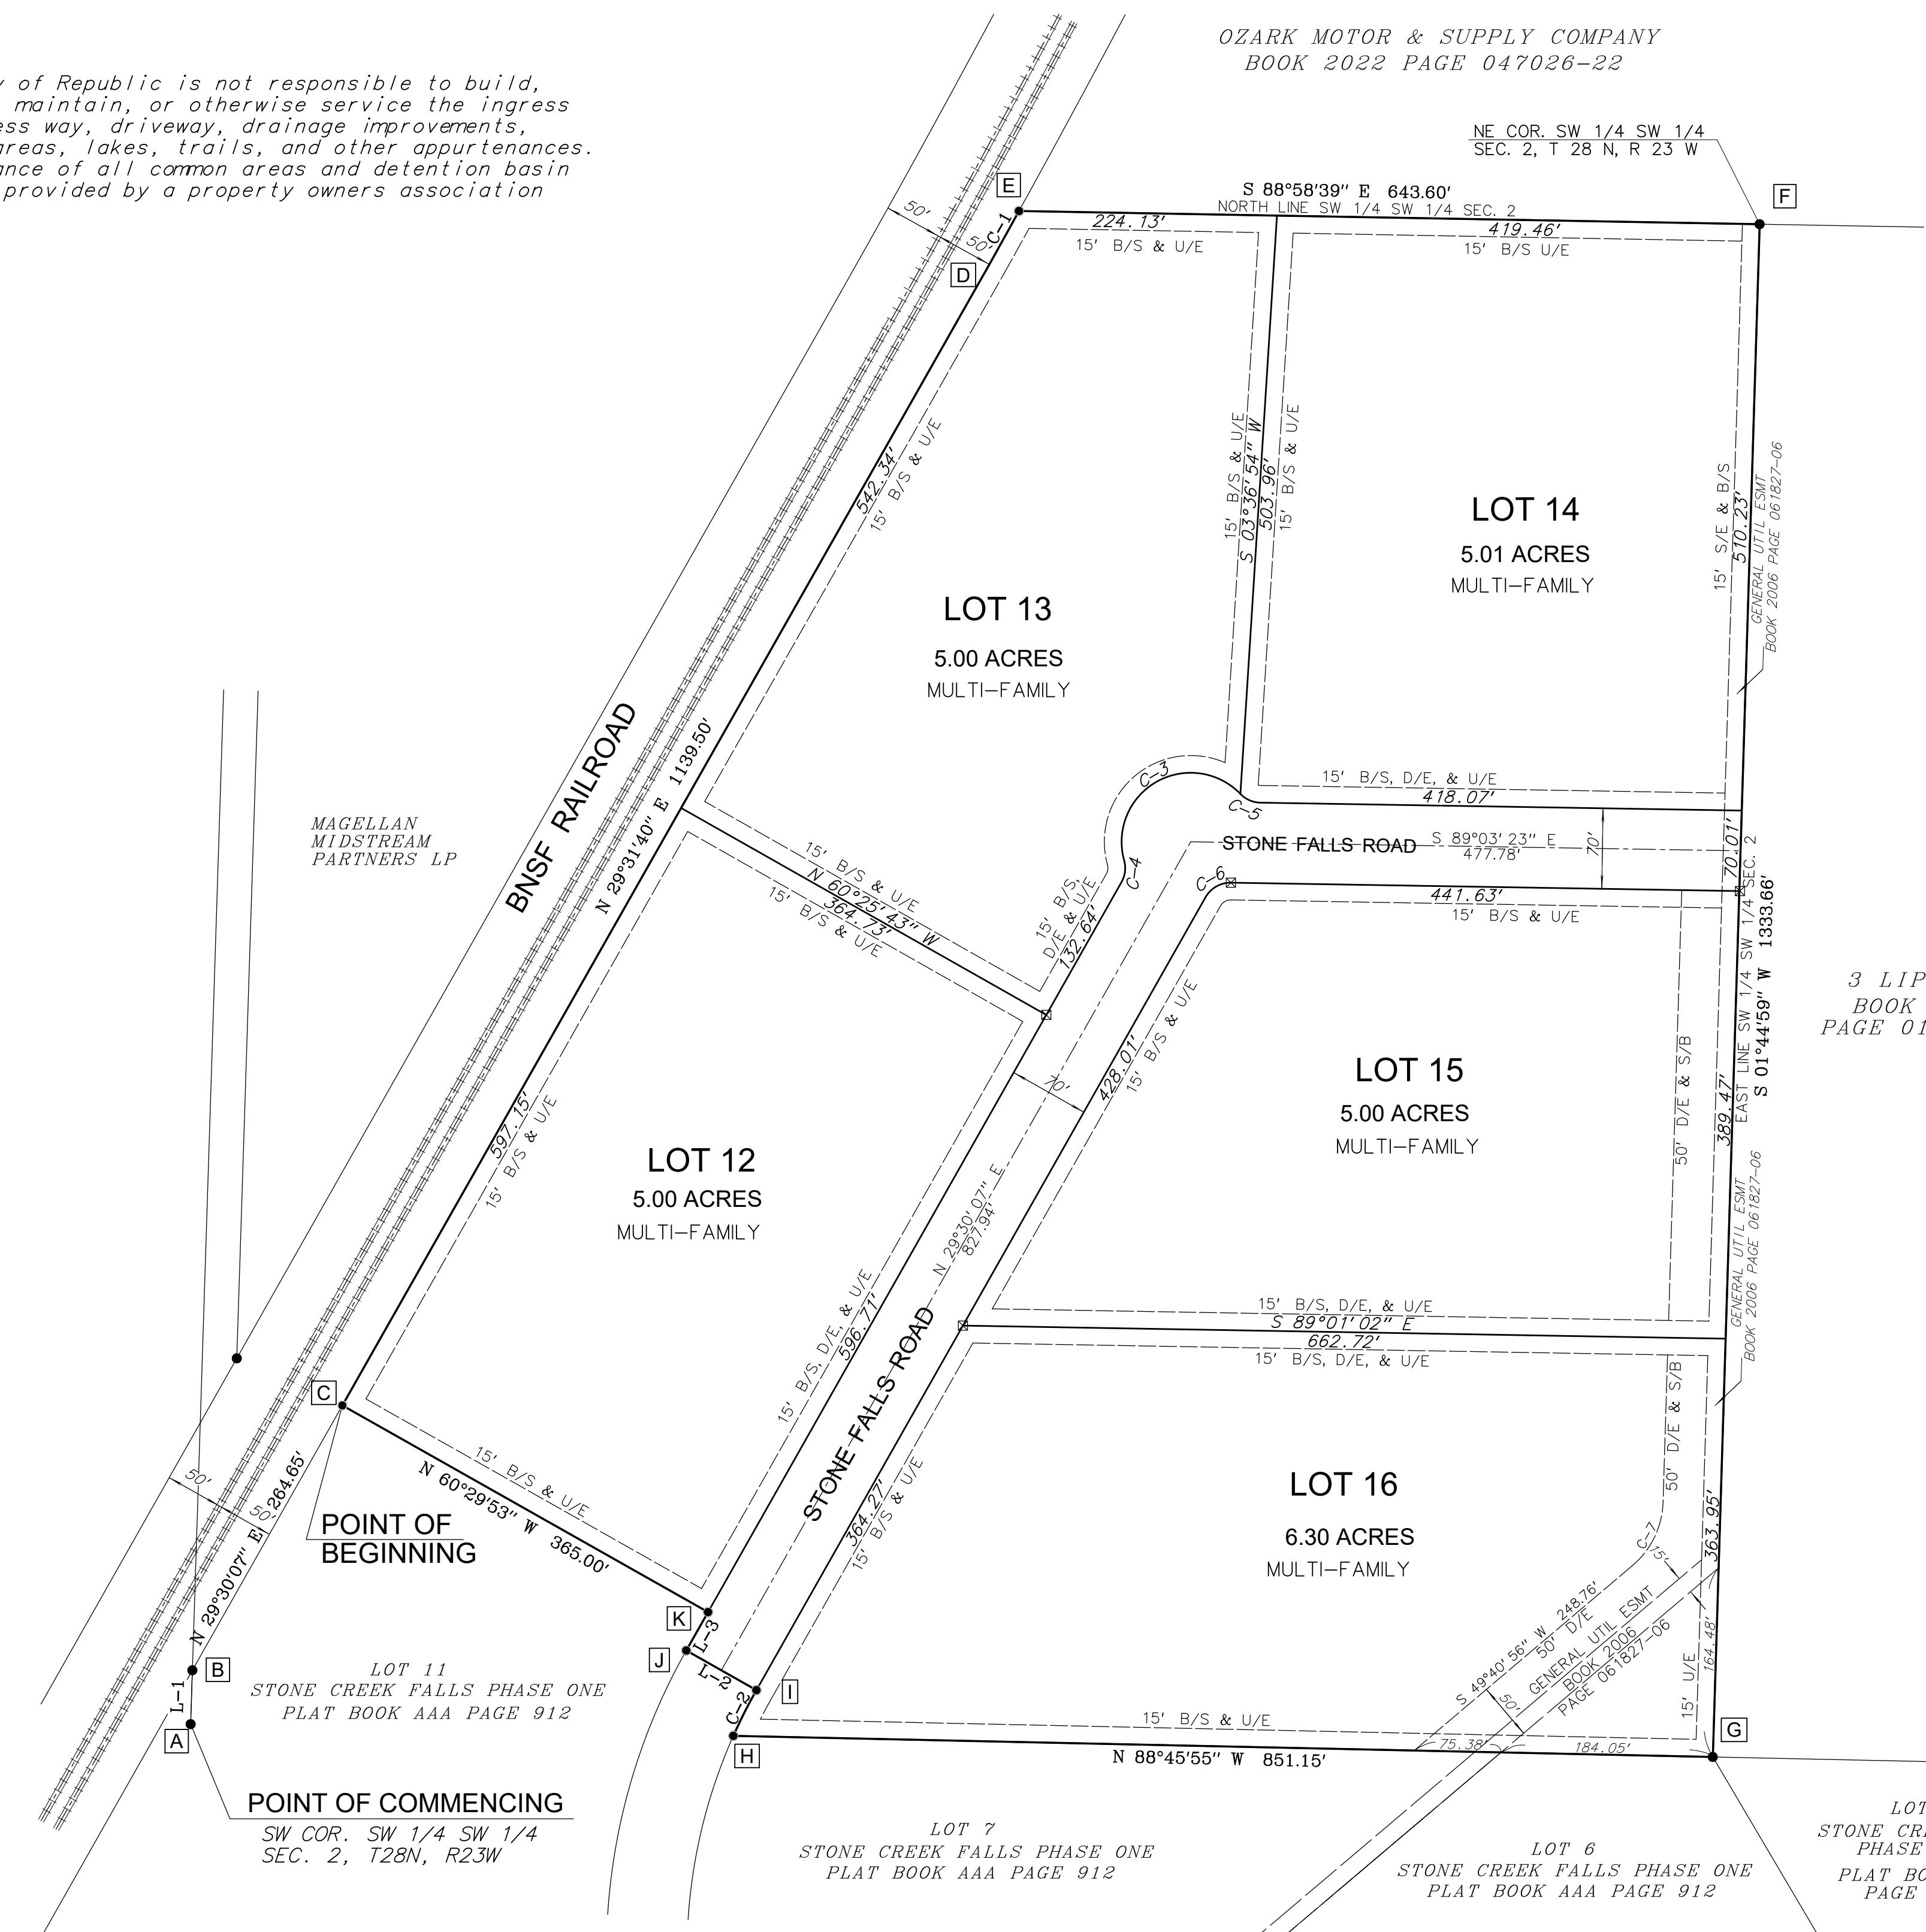 OZARK MOTOR & SUPPLY COMPANY
BOOK 2022 PAGE 047026-22
of Republic is not responsible to build,
maintain, or otherwise service the ingress
way, driveway, drainage improvements,
lakes, trails, and other appurtenances.
of all common areas and detention basin
provided by a property owners association
NE COR. SW 1/4 SW 1/4
SEC. 2, T 28 N, R 23 W
E
F
S 88°58'39" E 643.60'
NORTH LINE SW 1/4 SW 1/4 SEC. 2
50'
50'
C-1
D
224.13'
15' B/S & U/E
419.46'
15' B/S U/E
542.34'
15' B/S & U/E
15' B/S & U/E
S 03°36'54" W
503.96'
15' B/S & U/E
LOT 14
5.01 ACRES
MULTI-FAMILY
15' S/E & B/S
510.23'
GENERAL UTIL ESMT
BOOK 2006 PAGE 061827-06
LOT 13
5.00 ACRES
MULTI-FAMILY
BNSF RAILROAD
N 29°31'40" E 1139.50'
MAGELLAN
MIDSTREAM
PARTNERS LP
C-3
C-5
15' B/S, D/E, & U/E
418.07'
STONE FALLS ROAD
S 89°03'23" E
477.78'
70'
70.01'
C-4
C-6
441.63'
15' B/S & U/E
15' B/S & U/E
N 60°25'43" W
364.73'
15' B/S & U/E
15' B/S,
D/E & U/E
132.64'
EAST LINE SW 1/4 SW 1/4 SEC. 2
S 01°44'59" W 1333.66'
3 LIP
BOOK
PAGE 01
70'
428.01'
15' B/S & U/E
LOT 15
5.00 ACRES
MULTI-FAMILY
50' D/E & S/B
389.47'
LOT 12
5.00 ACRES
MULTI-FAMILY
597.15'
15' B/S & U/E
N 29°30'07" E
827.94'
15' B/S, D/E, & U/E
596.71'
STONE FALLS ROAD
15' B/S, D/E, & U/E
S 89°01'02" E
662.72'
15' B/S, D/E, & U/E
GENERAL UTIL ESMT
BOOK 2006 PAGE 061827-06
C
50'
50'
N 29°30'07" E 264.65'
POINT OF
BEGINNING
15' B/S & U/E
N 60°29'53" W 365.00'
364.27'
15' B/S & U/E
LOT 16
6.30 ACRES
MULTI-FAMILY
50' D/E & S/B
363.95'
C-7
15'
S 49°40'56" W 248.76'
50' D/E
GENERAL UTIL ESMT
BOOK 2006
PAGE 061827-06
50'
164.48'
15' U/E
K
L-3
J
L-2
I
C-2
H
B
L-1
A
LOT 11
STONE CREEK FALLS PHASE ONE
PLAT BOOK AAA PAGE 912
15' B/S & U/E
N 88°45'55" W 851.15'
75.38'
184.05'
G
POINT OF COMMENCING
SW COR. SW 1/4 SW 1/4
SEC. 2, T28N, R23W
LOT 7
STONE CREEK FALLS PHASE ONE
PLAT BOOK AAA PAGE 912
LOT 6
STONE CREEK FALLS PHASE ONE
PLAT BOOK AAA PAGE 912
LOT
STONE CRE
PHASE
PLAT BO
PAGE